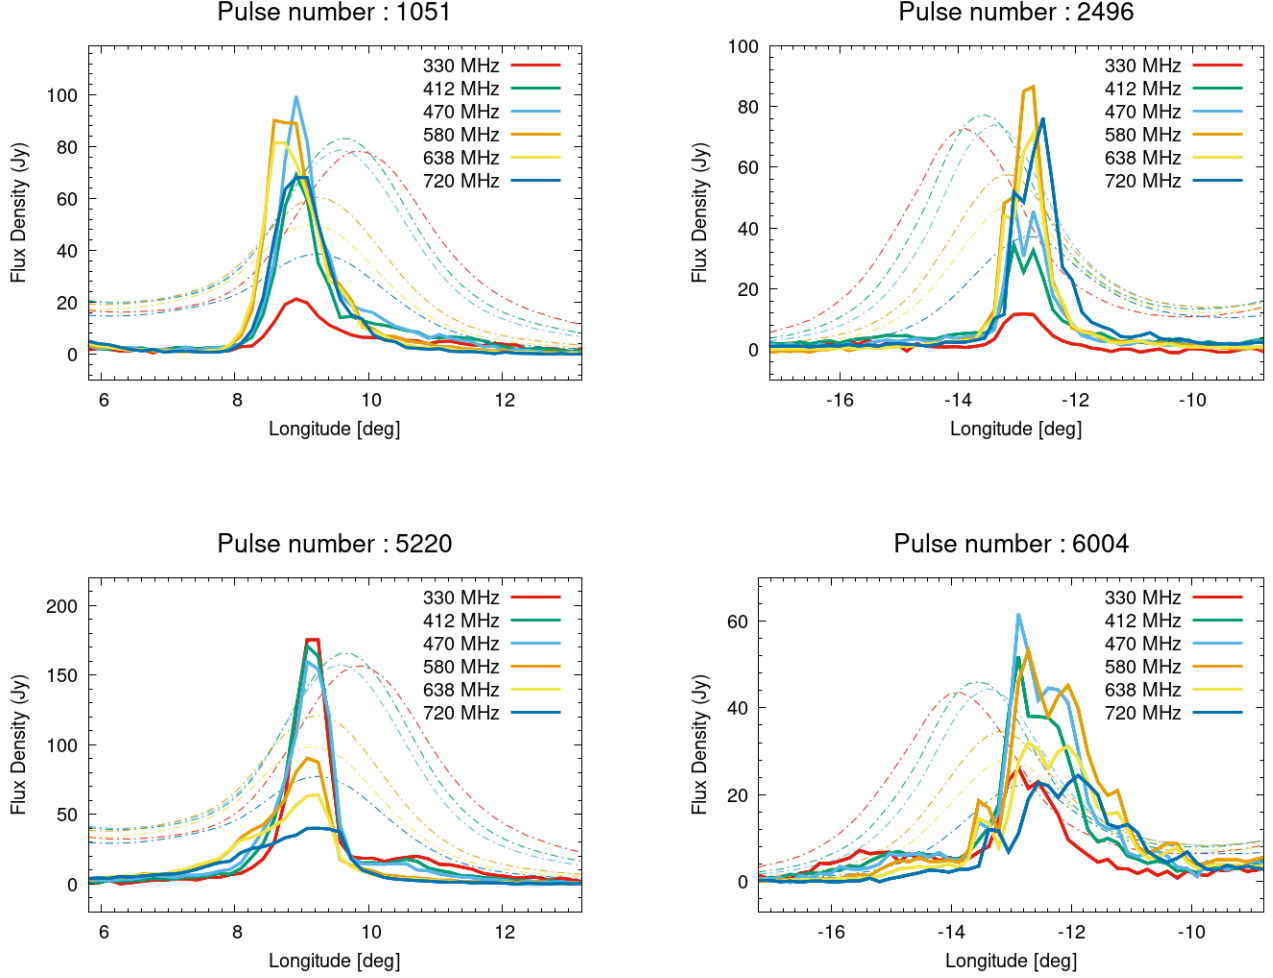 Pulse number : 1051
330 MHz
412 MHz
470 MHz
580 MHz
638 MHz
720 MHz
100
80
60
40
20
0
Flux Density (Jy)
6
8
10
12
Longitude [deg]
Pulse number : 2496
330 MHz
412 MHz
470 MHz
580 MHz
638 MHz
720 MHz
100
80
60
40
20
0
Flux Density (Jy)
-16
-14
-12
-10
Longitude [deg]
Pulse number : 5220
330 MHz
412 MHz
470 MHz
580 MHz
638 MHz
720 MHz
200
150
100
50
0
Flux Density (Jy)
6
8
10
12
Longitude [deg]
Pulse number : 6004
330 MHz
412 MHz
470 MHz
580 MHz
638 MHz
720 MHz
60
40
20
0
Flux Density (Jy)
-16
-14
-12
-10
Longitude [deg]